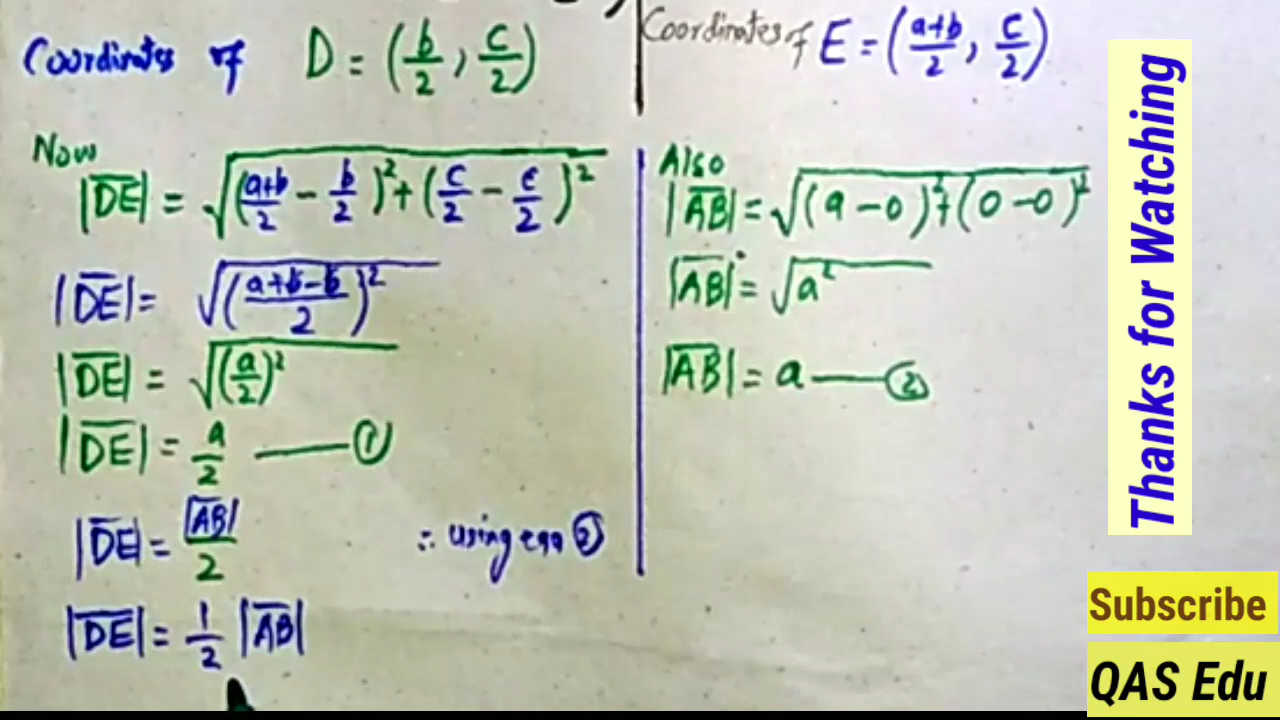 Coordinates of D = (b/2, c/2)
Now
|DE| = √((a+b)/2 - b/2)² + (c/2 - c/2)²
|DE| = √((a+b-b)/2)²
|DE| = √(a/2)²
|DE| = a/2 —— ①
|DE| = |AB|/2 ∴ using eqn ②
|DE| = 1/2 |AB|
Coordinates of E = (a+b/2, c/2)
Also
|AB| = √(a-0)² + (0-0)²
|AB| = √a²
|AB| = a —— ②
Thanks for Watching
Subscribe
QAS Edu